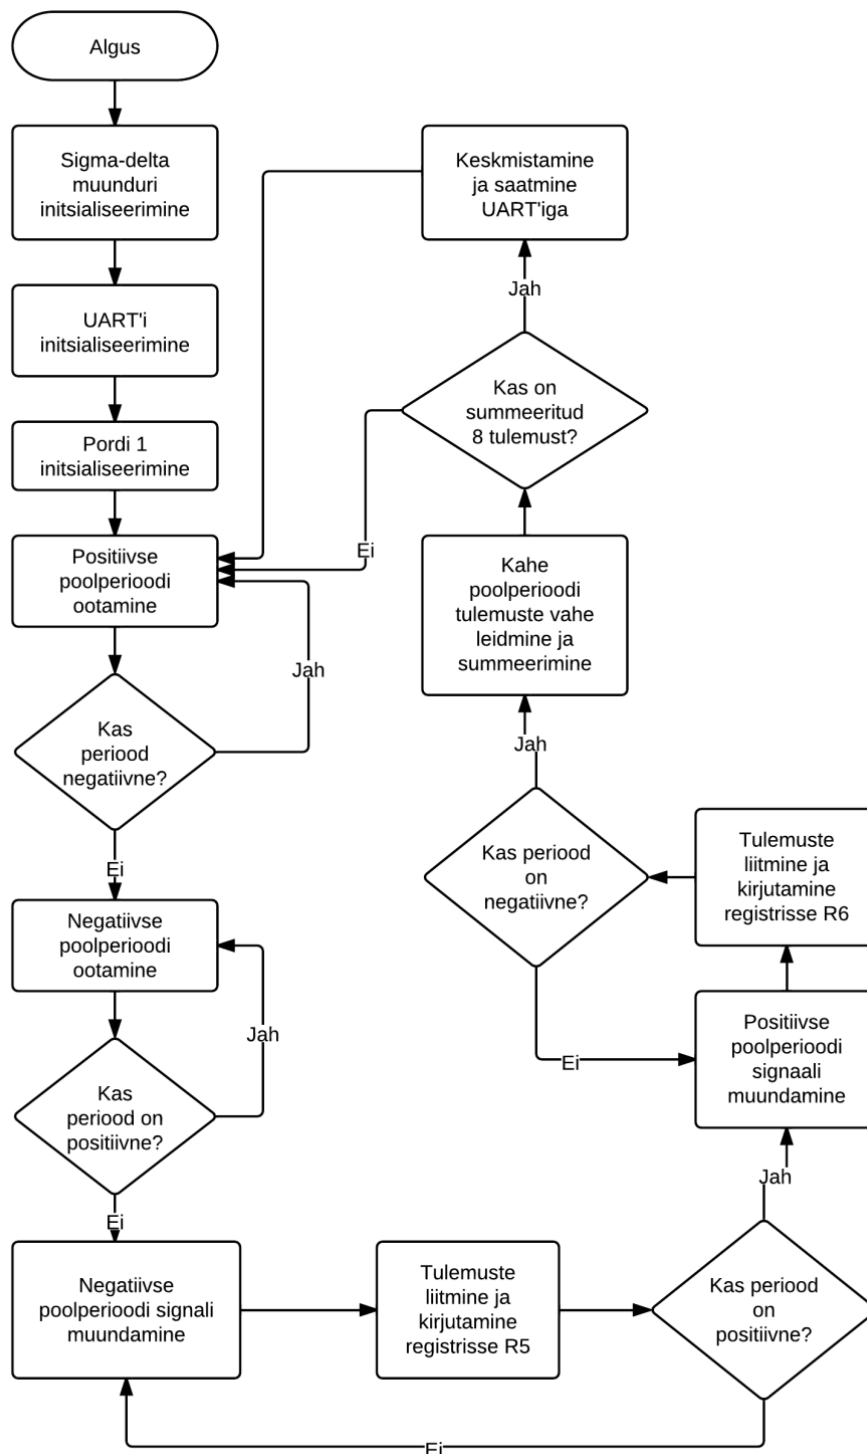 Algus
Sigma-delta
muunduri
initsialiseerimine
UART'i
initsialiseerimine
Pordi 1
initsialiseerimine
Positiivse
poolperioodi
ootamine
Jah
Kas
periood
negatiivne?
Ei
Negatiivse
poolperioodi
ootamine
Jah
Kas
periood on
positiivne?
Ei
Negatiivse
poolperioodi signali
muundamine
Tulemuste
liitmine ja
kirjutamine
registrisse R5
Kas periood
on
positiivne?
Ei
Jah
Positiivse
poolperioodi
signaali
muundamine
Tulemuste
liitmine ja
kirjutamine
registrisse R6
Kas periood
on
negatiivne?
Ei
Jah
Kahe
poolperioodi
tulemuste vahe
leidmine ja
summeerimine
Kas on
summeeritud
8 tulemust?
Ei
Jah
Keskmistamine
ja saatmine
UART'iga